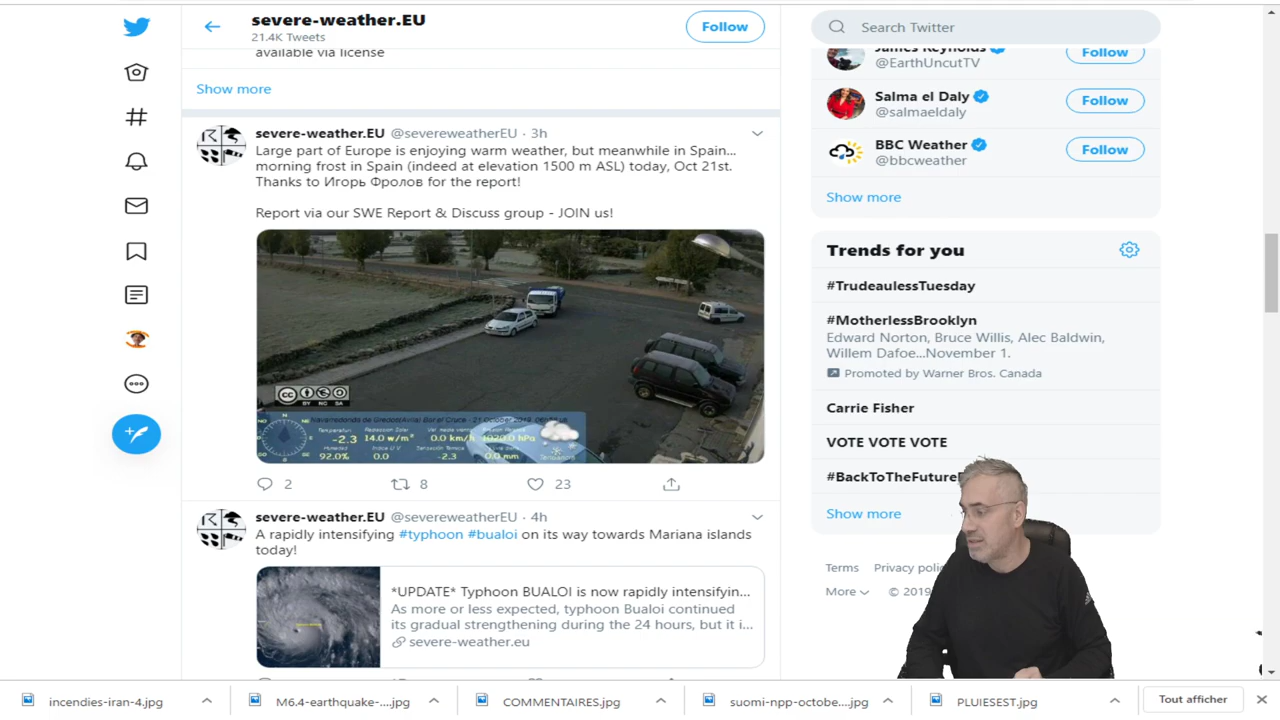 severe-weather.EU
21.4K Tweets
Follow
available via license
Show more
severe-weather.EU @severeweatherEU · 3h
Large part of Europe is enjoying warm weather, but meanwhile in Spain...
morning frost in Spain (indeed at elevation 1500 m ASL) today, Oct 21st.
Thanks to Игорь Фролов for the report!
Report via our SWE Report & Discuss group - JOIN us!
cc
BY NC SA
-2.3 14.0 w/m² 0.0 km/h 1020.0 hPa
92.0% 0.0 -2.3 0.0 mm
2 8 23
severe-weather.EU @severeweatherEU · 4h
A rapidly intensifying #typhoon #bualoi on its way towards Mariana islands
today!
*UPDATE* Typhoon BUALOI is now rapidly intensifyin...
As more or less expected, typhoon Bualoi continued
its gradual strengthening during the 24 hours, but it i...
severe-weather.eu
Search Twitter
James Reynolds
@EarthUncutTV
Follow
Salma el Daly
@salmaeldaly
Follow
BBC Weather
@bbcweather
Follow
Show more
Trends for you
#TrudeaulessTuesday
#MotherlessBrooklyn
Edward Norton, Bruce Willis, Alec Baldwin,
Willem Dafoe...November 1.
Promoted by Warner Bros. Canada
Carrie Fisher
VOTE VOTE VOTE
#BackToTheFuture
Show more
Terms Privacy polic
More © 2019
incendies-iran-4.jpg
M6.4-earthquake-....jpg
COMMENTAIRES.jpg
suomi-npp-octobe....jpg
PLUIESEST.jpg
Tout afficher